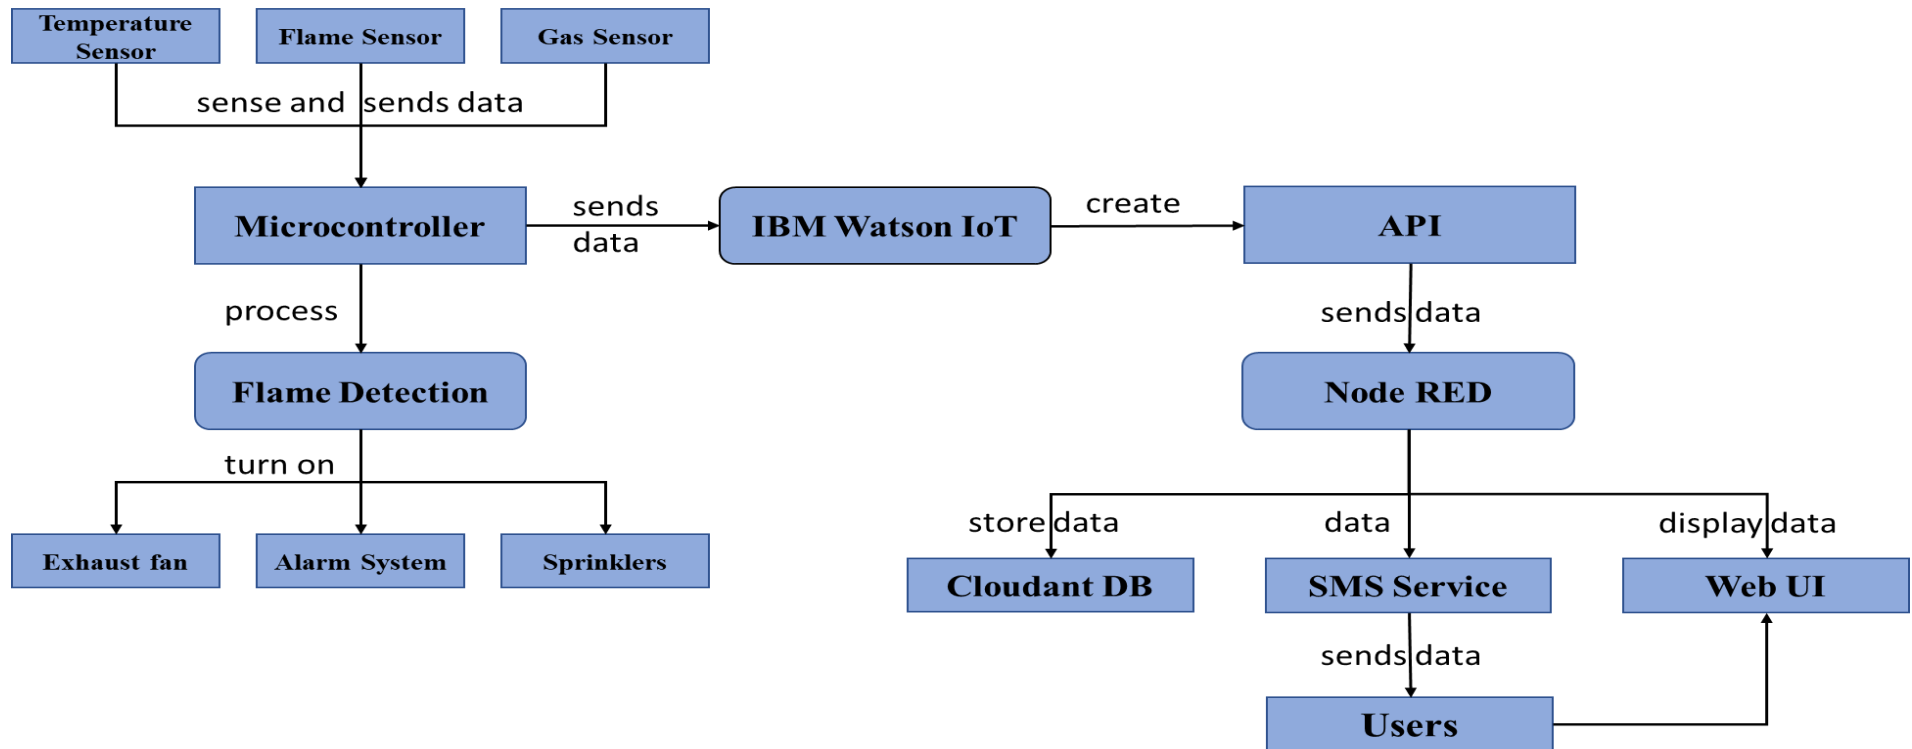 Temperature
Sensor
Flame Sensor
Gas Sensor
sense and sends data
Microcontroller
sends
data
IBM Watson IoT
create
API
process
sends data
Flame Detection
Node RED
turn on
store data
data
display data
Exhaust fan
Alarm System
Sprinklers
Cloudant DB
SMS Service
Web UI
sends data
Users